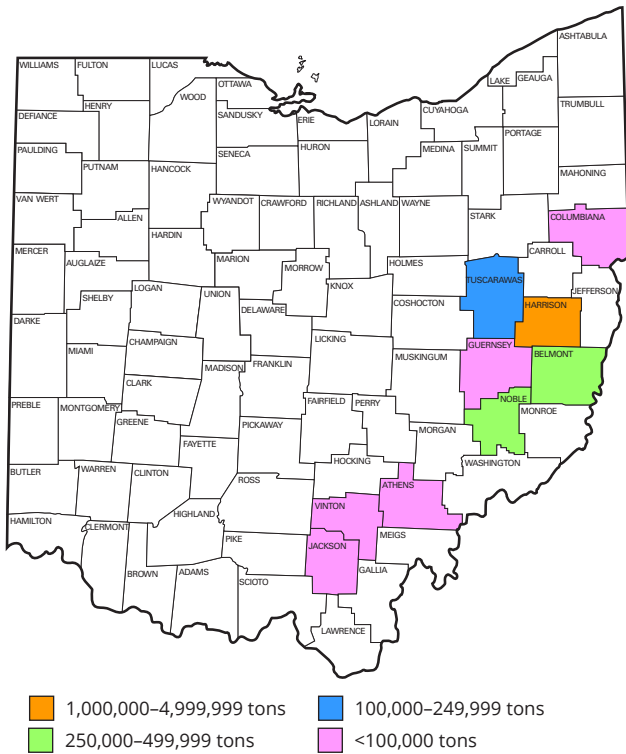 ASHTABULA
WILLIAMS FULTON LUCAS
LAKE GEAUGA
OTTAWA
WOOD
HENRY CUYAHOGA TRUMBULL
DEFIANCE SANDUSKY ERIE LORAIN
PORTAGE
PAULDING SENECA HURON MEDINA SUMMIT
PUTNAM HANCOCK MAHONING
VAN WERT WYANDOT CRAWFORD RICHLAND ASHLAND WAYNE
ALLEN STARK COLUMBIANA
HARDIN
MERCER MARION CARROLL
AUGLAIZE MORROW HOLMES
LOGAN KNOX TUSCARAWAS
SHELBY UNION COSHOCTON JEFFERSON
DELAWARE HARRISON
DARKE
CHAMPAIGN LICKING GUERNSEY
MIAMI MUSKINGUM BELMONT
MADISON FRANKLIN
CLARK
PREBLE FAIRFIELD PERRY NOBLE
MONTGOMERY MONROE
GREENE PICKAWAY MORGAN
FAYETTE
HOCKING WASHINGTON
BUTLER WARREN CLINTON
ROSS ATHENS
VINTON
HAMILTON HIGHLAND
CLERMONT MEIGS
PIKE JACKSON
BROWN ADAMS GALLIA
SCIOTO
LAWRENCE
1,000,000–4,999,999 tons
250,000–499,999 tons
100,000–249,999 tons
<100,000 tons